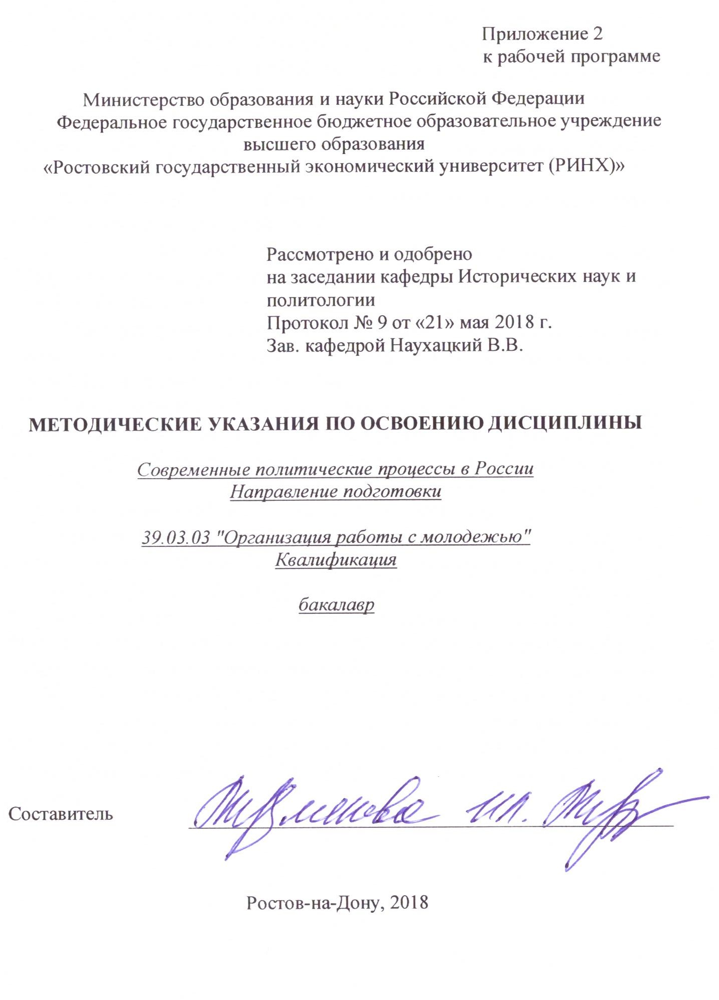 Приложение 2
к рабочей программе
Министерство образования и науки Российской Федерации
Федеральное государственное бюджетное образовательное учреждение
высшего образования
«Ростовский государственный экономический университет (РИНХ)»
Рассмотрено и одобрено
на заседании кафедры Исторических наук и
политологии
Протокол № 9 от «21» мая 2018 г.
Зав. кафедрой Наухацкий В.В.
МЕТОДИЧЕСКИЕ УКАЗАНИЯ ПО ОСВОЕНИЮ ДИСЦИПЛИНЫ
Современные политические процессы в России
Направление подготовки
39.03.03 "Организация работы с молодежью"
Квалификация
бакалавр
Составитель
Ростов-на-Дону, 2018